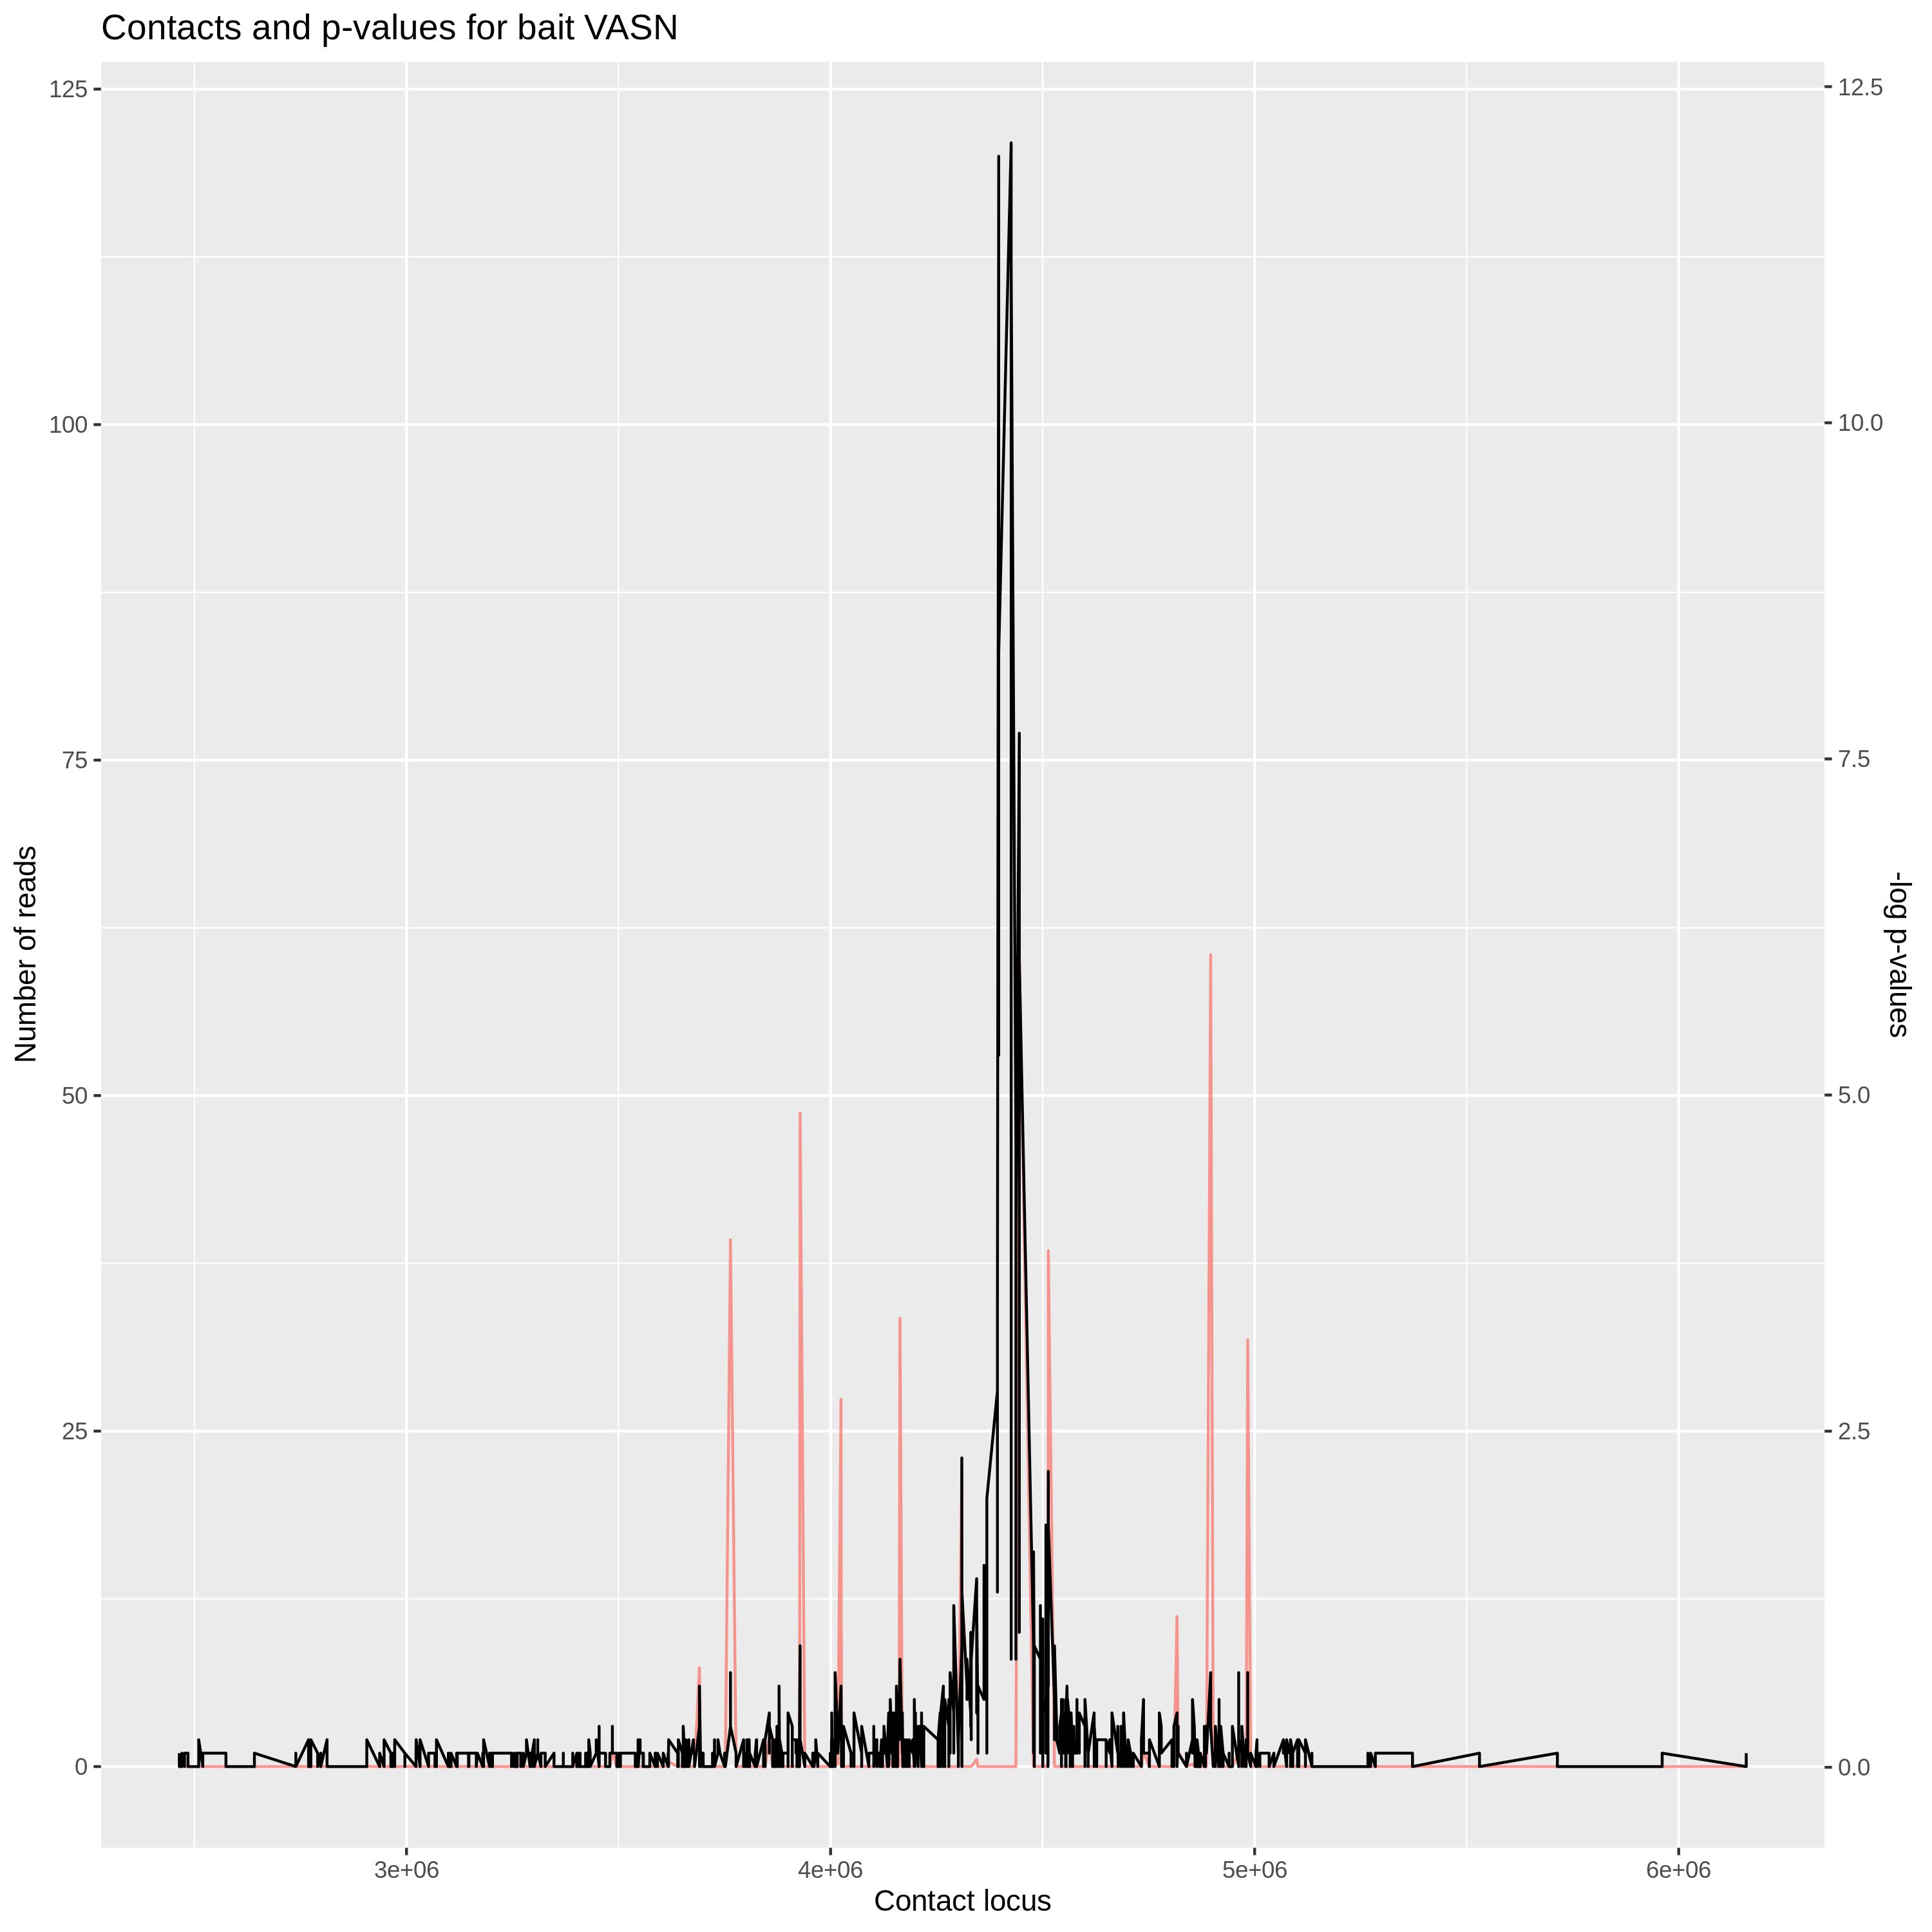 Contacts and p-values for bait VASN
125
100
75
50
25
0
12.5
10.0
7.5
5.0
2.5
0.0
Number of reads
-log p-values
3e+06
4e+06
5e+06
6e+06
Contact locus